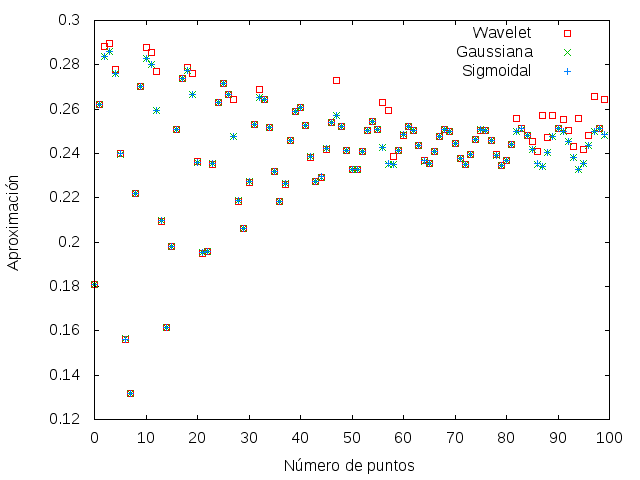 0.3
0.28
0.26
0.24
0.22
0.2
0.18
0.16
0.14
0.12
Aproximación
Wavelet
Gaussiana
Sigmoidal
0 10 20 30 40 50 60 70 80 90 100
Número de puntos